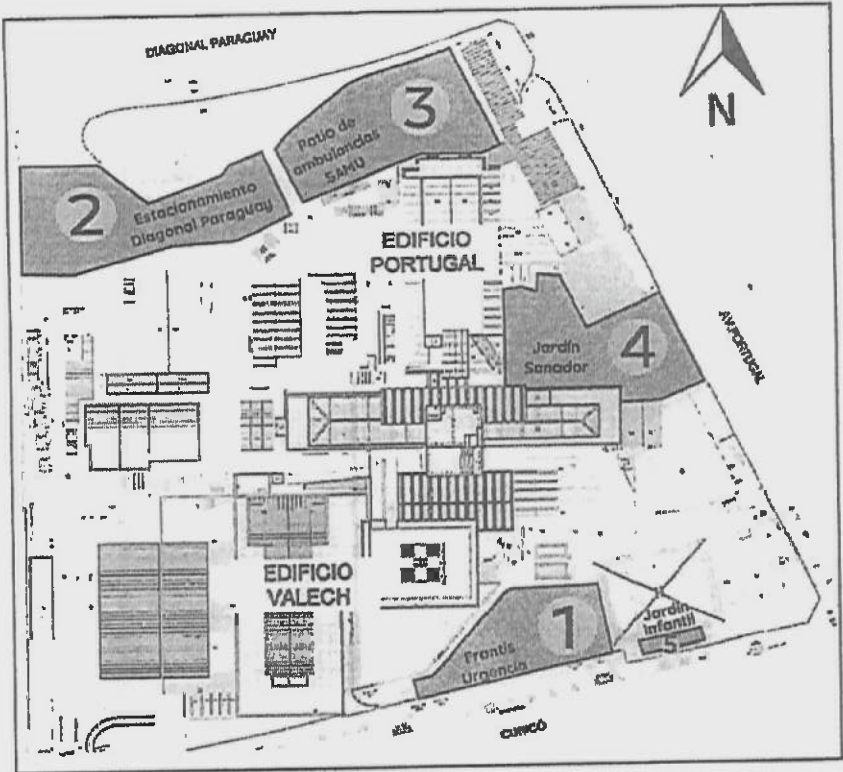 DIAGONAL PARAGUAY
N
3
Patio de
ambulancias
SAMU
2
Estacionamiento
Diagonal Paraguay
EDIFICIO
PORTUGAL
AV. PORTUGAL
4
Jardín
Sanador
EDIFICIO
VALECH
1
Frontis
Urgencia
Jardín
Infantil
5
CURICÓ